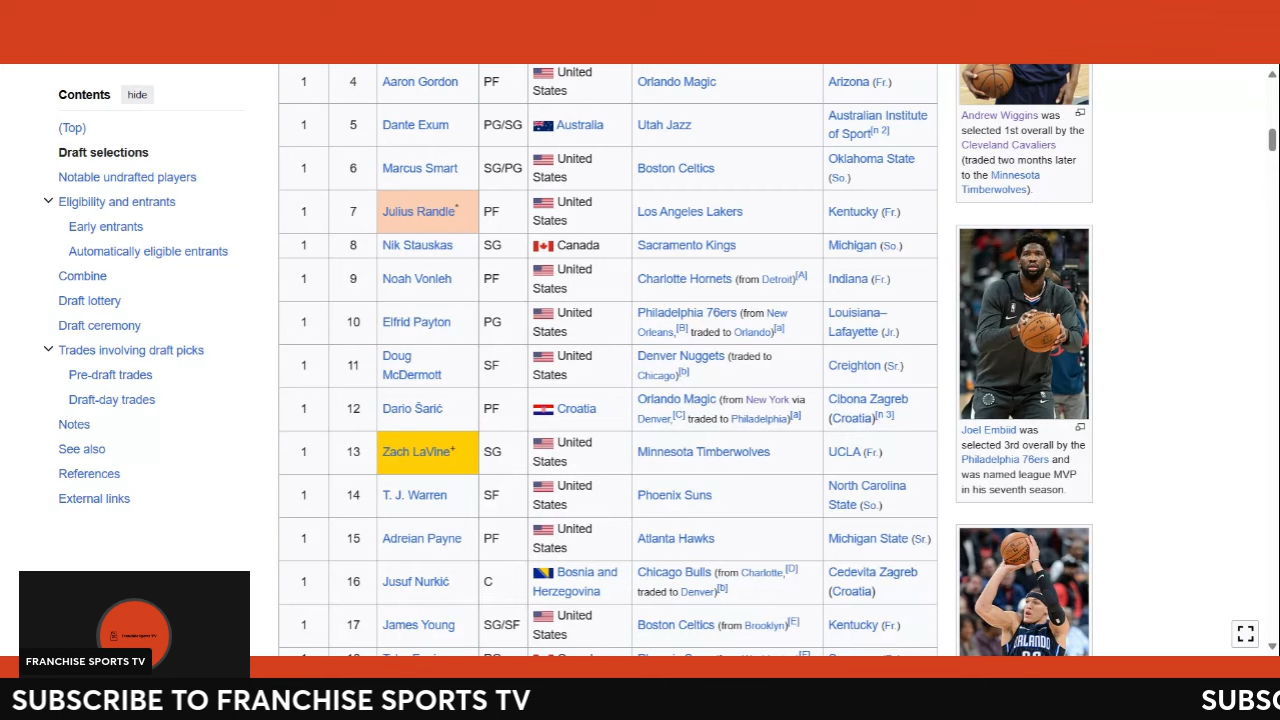 Contents hide
(Top)
Draft selections
Notable undrafted players
Eligibility and entrants
Early entrants
Automatically eligible entrants
Combine
Draft lottery
Draft ceremony
Trades involving draft picks
Pre-draft trades
Draft-day trades
Notes
See also
References
External links
1 4 Aaron Gordon PF United States Orlando Magic Arizona (Fr.)
1 5 Dante Exum PG/SG Australia Utah Jazz Australian Institute of Sport[n 2]
1 6 Marcus Smart SG/PG United States Boston Celtics Oklahoma State (So.)
1 7 Julius Randle* PF United States Los Angeles Lakers Kentucky (Fr.)
1 8 Nik Stauskas SG Canada Sacramento Kings Michigan (So.)
1 9 Noah Vonleh PF United States Charlotte Hornets (from Detroit)[A] Indiana (Fr.)
1 10 Elfrid Payton PG United States Philadelphia 76ers (from New Orleans,[B] traded to Orlando)[a] Louisiana–Lafayette (Jr.)
1 11 Doug McDermott SF United States Denver Nuggets (traded to Chicago)[b] Creighton (Sr.)
1 12 Dario Šarić PF Croatia Orlando Magic (from New York via Denver,[C] traded to Philadelphia)[a] Cibona Zagreb (Croatia)[n 3]
1 13 Zach LaVine+ SG United States Minnesota Timberwolves UCLA (Fr.)
1 14 T. J. Warren SF United States Phoenix Suns North Carolina State (So.)
1 15 Adreian Payne PF United States Atlanta Hawks Michigan State (Sr.)
1 16 Jusuf Nurkić C Bosnia and Herzegovina Chicago Bulls (from Charlotte,[D] traded to Denver)[b] Cedevita Zagreb (Croatia)
1 17 James Young SG/SF United States Boston Celtics (from Brooklyn)[E] Kentucky (Fr.)
Andrew Wiggins was
selected 1st overall by the
Cleveland Cavaliers
(traded two months later
to the Minnesota
Timberwolves).
Joel Embiid was
selected 3rd overall by the
Philadelphia 76ers and
was named league MVP
in his seventh season.
ORLANDO
Franchise Sports TV
FRANCHISE SPORTS TV
SUBSCRIBE TO FRANCHISE SPORTS TV